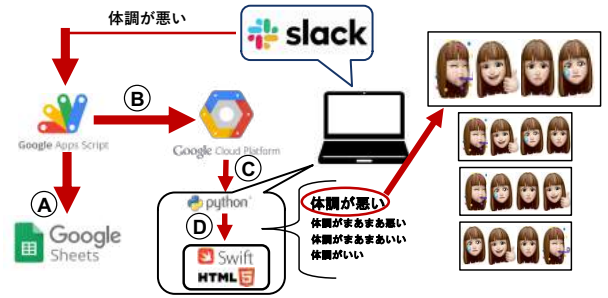 体調が悪い
slack
B
Google Apps Script
Google Cloud Platform
C
A
Google
Sheets
python
D
Swift
HTML 5
体調が悪い
体調がまあまあ悪い
体調がまあまあいい
体調がいい